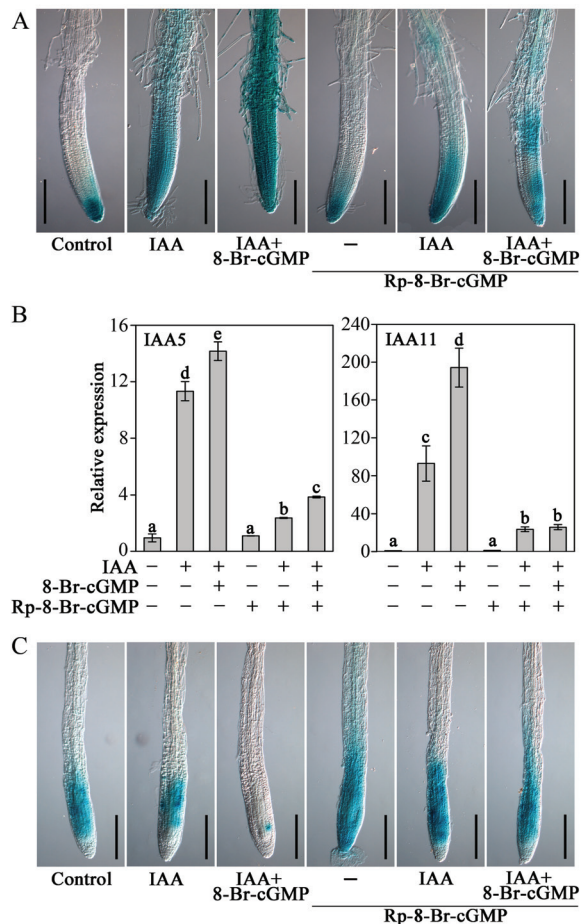 A
Control IAA IAA+ 8-Br-cGMP – IAA IAA+ 8-Br-cGMP
Rp-8-Br-cGMP
B
Relative expression
16
12
8
4
0
IAA5
a d e a b c
240
200
160
120
80
40
0
IAA11
a c d a b b
IAA – + + – + + – + + – + +
8-Br-cGMP – – + – – + – – + – – +
Rp-8-Br-cGMP – – – + + + – – – + + +
C
Control IAA IAA+ 8-Br-cGMP – IAA IAA+ 8-Br-cGMP
Rp-8-Br-cGMP